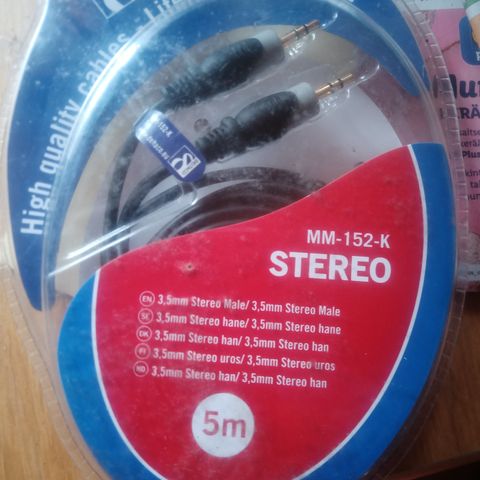 High quality cables - Lif
152-K
MM-152-K
STEREO
EN 3,5mm Stereo Male/ 3,5mm Stereo Male
SE 3,5mm Stereo hane/ 3,5mm Stereo hane
DK 3,5mm Stereo han/ 3,5mm Stereo han
FI 3,5mm Stereo uros/ 3,5mm Stereo uros
NO 3,5mm Stereo han/ 3,5mm Stereo han
5m